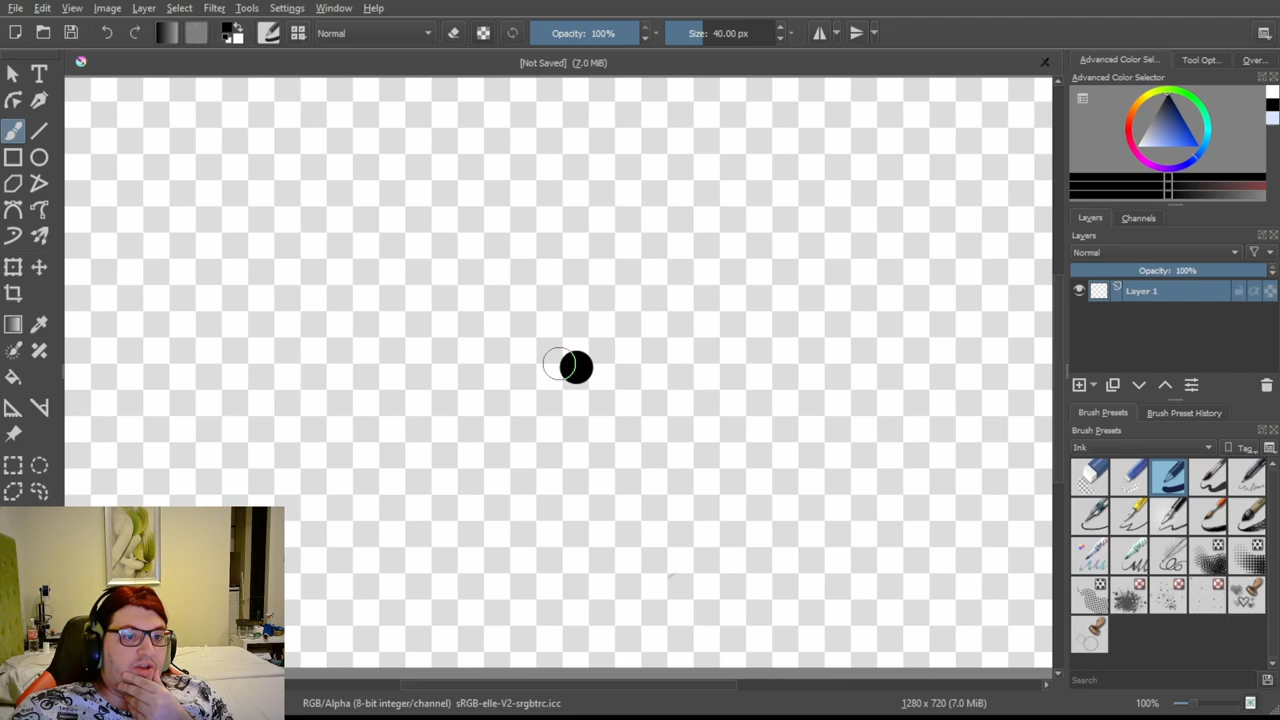 File Edit View Image Layer Select Filter Tools Settings Window Help
Normal Opacity: 100% Size: 40.00 px
[Not Saved] (7.0 MiB)
Advanced Color Sel... Tool Opt... Over...
Advanced Color Selector
Layers Channels
Layers
Normal
Opacity: 100%
Layer 1
Brush Presets Brush Preset History
Brush Presets
Ink Tag
Search
RGB/Alpha (8-bit integer/channel) sRGB-elle-V2-srgbtrc.icc 1280 x 720 (7.0 MiB) 100%